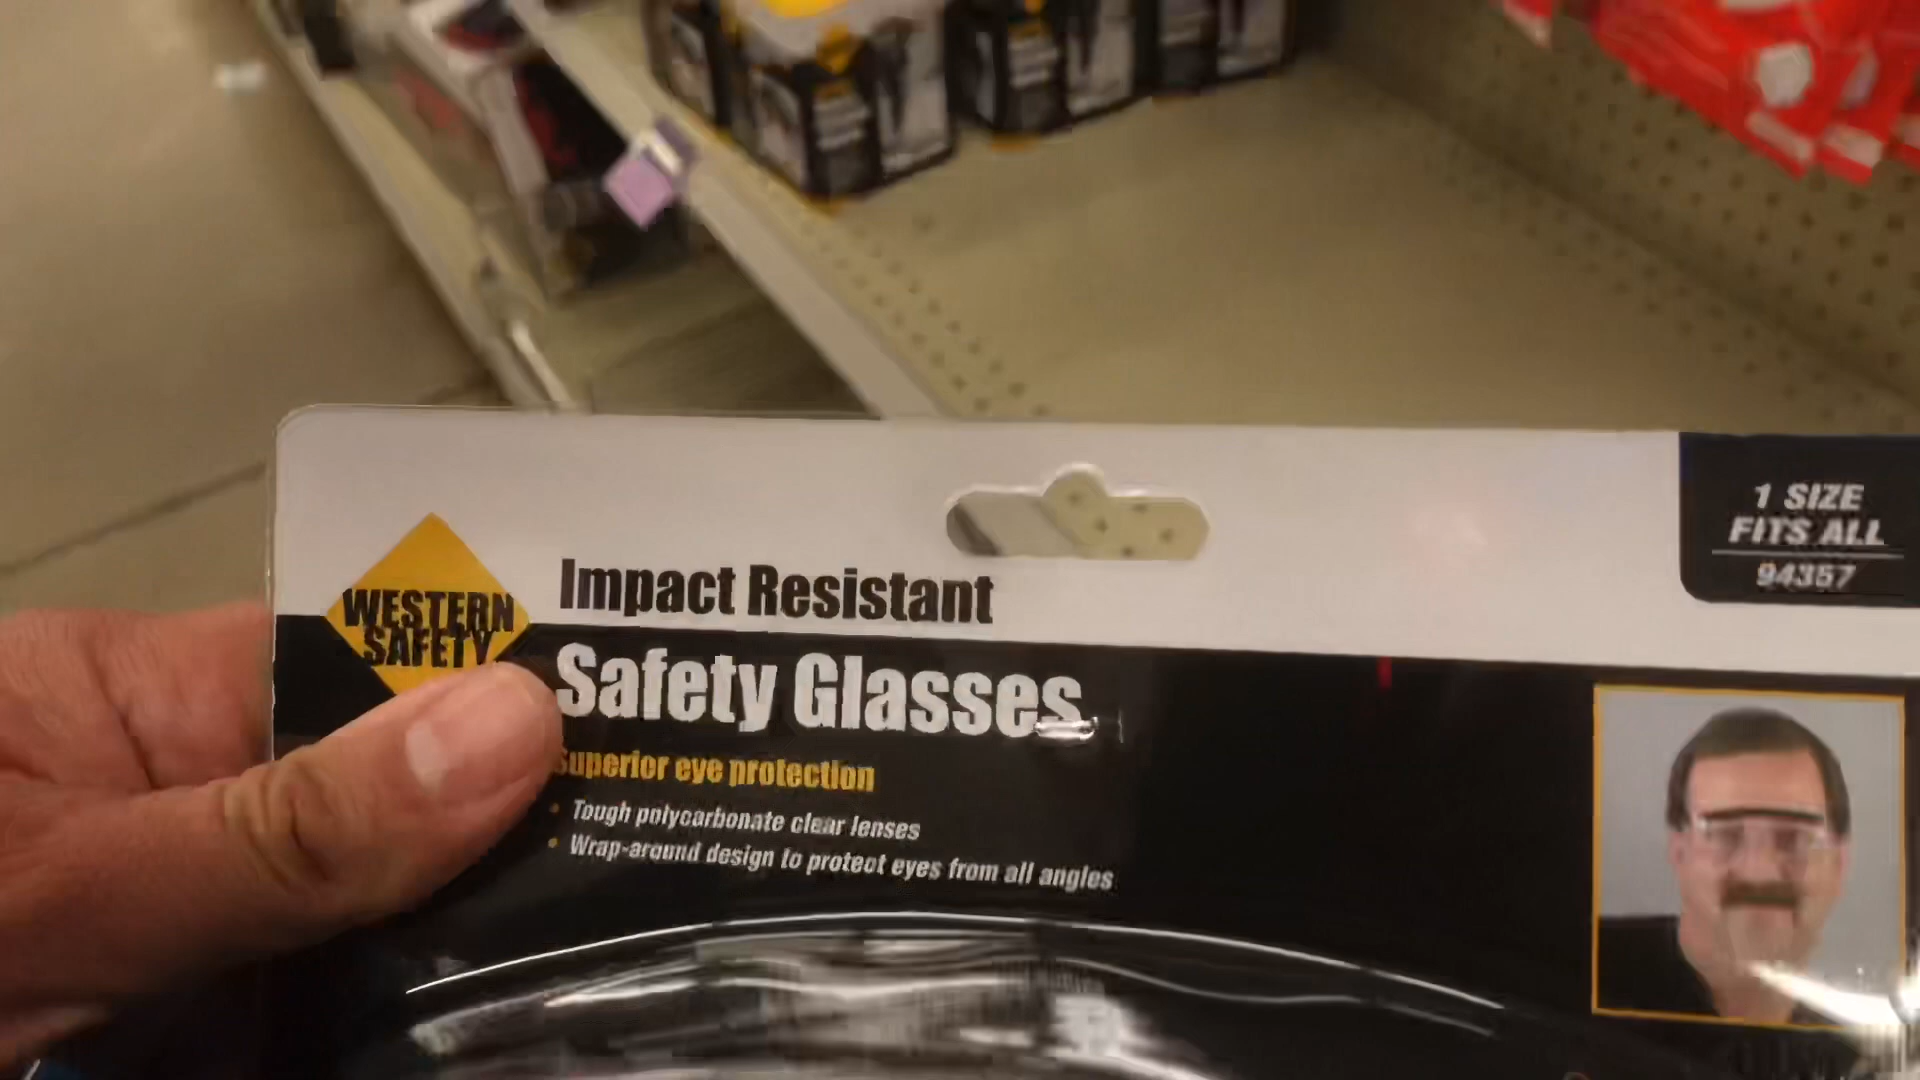 WESTERN
SAFETY
Impact Resistant
Safety Glasses
Superior eye protection
• Tough polycarbonate clear lenses
• Wrap-around design to protect eyes from all angles
1 SIZE
FITS ALL
94357